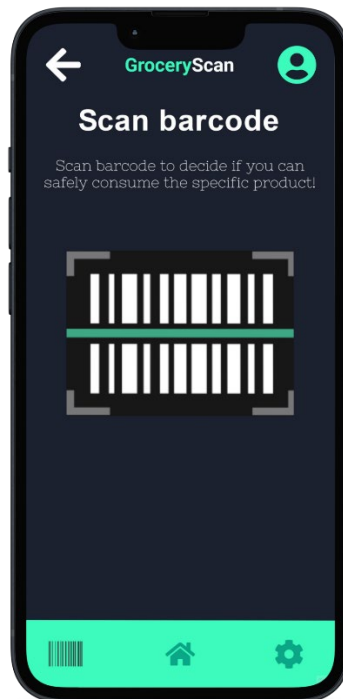 GroceryScan
Scan barcode
Scan barcode to decide if you can
safely consume the specific product!